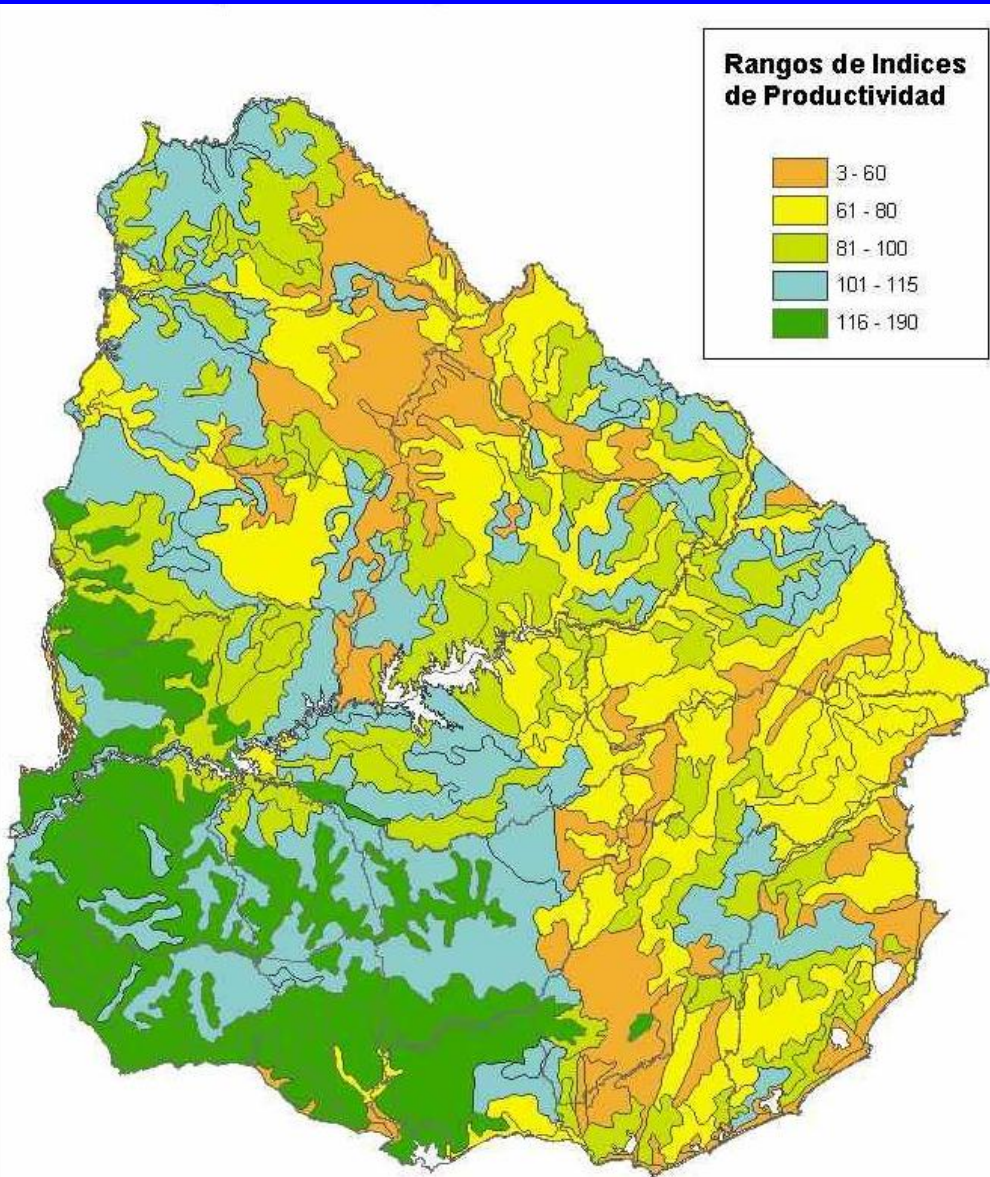 Rangos de Indices
de Productividad
3 - 60
61 - 80
81 - 100
101 - 115
116 - 190